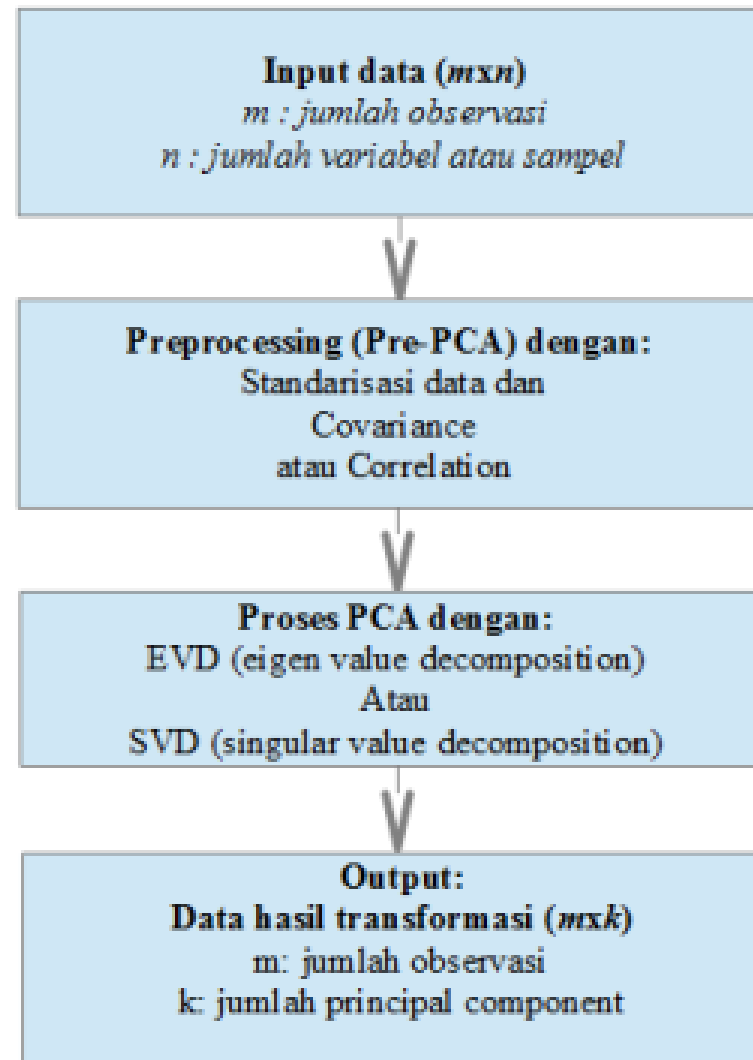 Input data (mxn)
m : jumlah observasi
n : jumlah variabel atau sampel
Preprocessing (Pre-PCA) dengan:
Standarisasi data dan
Covariance
atau Correlation
Proses PCA dengan:
EVD (eigen value decomposition)
Atau
SVD (singular value decomposition)
Output:
Data hasil transformasi (mxk)
m: jumlah observasi
k: jumlah principal component